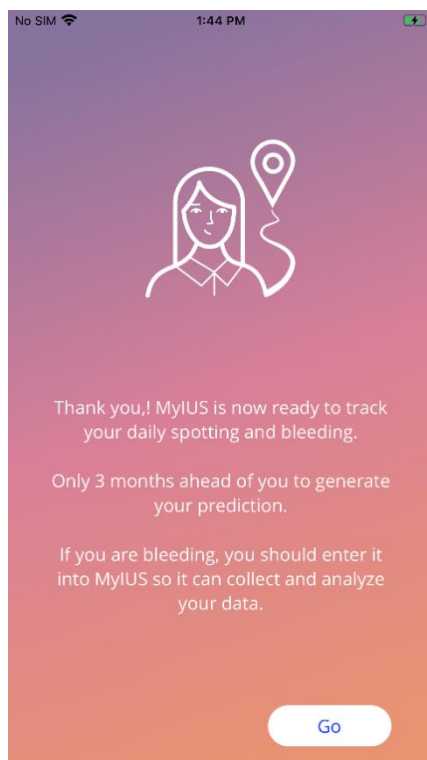 No SIM 1:44 PM
Thank you,! MyIUS is now ready to track
your daily spotting and bleeding.
Only 3 months ahead of you to generate
your prediction.
If you are bleeding, you should enter it
into MyIUS so it can collect and analyze
your data.
Go